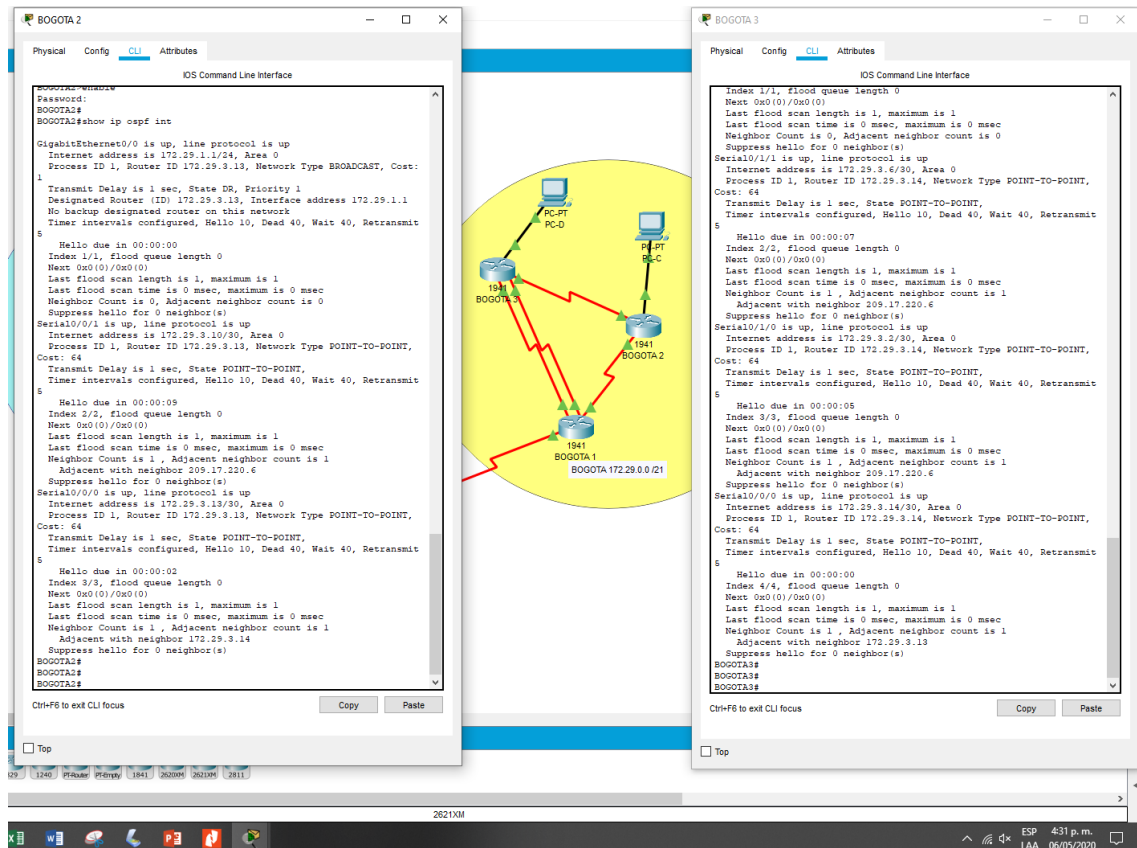 BOGOTA 2
Physical Config CLI Attributes
IOS Command Line Interface
BOGOTA2>enable
Password:
BOGOTA2#
BOGOTA2#show ip ospf int
GigabitEthernet0/0 is up, line protocol is up
Internet address is 172.29.1.1/24, Area 0
Process ID 1, Router ID 172.29.3.13, Network Type BROADCAST, Cost:
1
Transmit Delay is 1 sec, State DR, Priority 1
Designated Router (ID) 172.29.3.13, Interface address 172.29.1.1
No backup designated router on this network
Timer intervals configured, Hello 10, Dead 40, Wait 40, Retransmit
5
Hello due in 00:00:00
Index 1/1, flood queue length 0
Next 0x0(0)/0x0(0)
Last flood scan length is 1, maximum is 1
Last flood scan time is 0 msec, maximum is 0 msec
Neighbor Count is 0, Adjacent neighbor count is 0
Suppress hello for 0 neighbor(s)
Serial0/0/1 is up, line protocol is up
Internet address is 172.29.3.10/30, Area 0
Process ID 1, Router ID 172.29.3.13, Network Type POINT-TO-POINT,
Cost: 64
Transmit Delay is 1 sec, State POINT-TO-POINT,
Timer intervals configured, Hello 10, Dead 40, Wait 40, Retransmit
5
Hello due in 00:00:09
Index 2/2, flood queue length 0
Next 0x0(0)/0x0(0)
Last flood scan length is 1, maximum is 1
Last flood scan time is 0 msec, maximum is 0 msec
Neighbor Count is 1 , Adjacent neighbor count is 1
Adjacent with neighbor 209.17.220.6
Suppress hello for 0 neighbor(s)
Serial0/0/0 is up, line protocol is up
Internet address is 172.29.3.13/30, Area 0
Process ID 1, Router ID 172.29.3.13, Network Type POINT-TO-POINT,
Cost: 64
Transmit Delay is 1 sec, State POINT-TO-POINT,
Timer intervals configured, Hello 10, Dead 40, Wait 40, Retransmit
5
Hello due in 00:00:02
Index 3/3, flood queue length 0
Next 0x0(0)/0x0(0)
Last flood scan length is 1, maximum is 1
Last flood scan time is 0 msec, maximum is 0 msec
Neighbor Count is 1 , Adjacent neighbor count is 1
Adjacent with neighbor 172.29.3.14
Suppress hello for 0 neighbor(s)
BOGOTA2#
BOGOTA2#
BOGOTA2#
Ctrl+F6 to exit CLI focus
Copy Paste
Top
PC-PT
PC-D
PC-PT
PC-C
1941
BOGOTA 3
1941
BOGOTA 2
1941
BOGOTA 1
BOGOTA 172.29.0.0 /21
BOGOTA 3
Physical Config CLI Attributes
IOS Command Line Interface
Index 1/1, flood queue length 0
Next 0x0(0)/0x0(0)
Last flood scan length is 1, maximum is 1
Last flood scan time is 0 msec, maximum is 0 msec
Neighbor Count is 0, Adjacent neighbor count is 0
Suppress hello for 0 neighbor(s)
Serial0/1/1 is up, line protocol is up
Internet address is 172.29.3.6/30, Area 0
Process ID 1, Router ID 172.29.3.14, Network Type POINT-TO-POINT,
Cost: 64
Transmit Delay is 1 sec, State POINT-TO-POINT,
Timer intervals configured, Hello 10, Dead 40, Wait 40, Retransmit
5
Hello due in 00:00:07
Index 2/2, flood queue length 0
Next 0x0(0)/0x0(0)
Last flood scan length is 1, maximum is 1
Last flood scan time is 0 msec, maximum is 0 msec
Neighbor Count is 1 , Adjacent neighbor count is 1
Adjacent with neighbor 209.17.220.6
Suppress hello for 0 neighbor(s)
Serial0/1/0 is up, line protocol is up
Internet address is 172.29.3.2/30, Area 0
Process ID 1, Router ID 172.29.3.14, Network Type POINT-TO-POINT,
Cost: 64
Transmit Delay is 1 sec, State POINT-TO-POINT,
Timer intervals configured, Hello 10, Dead 40, Wait 40, Retransmit
5
Hello due in 00:00:05
Index 3/3, flood queue length 0
Next 0x0(0)/0x0(0)
Last flood scan length is 1, maximum is 1
Last flood scan time is 0 msec, maximum is 0 msec
Neighbor Count is 1 , Adjacent neighbor count is 1
Adjacent with neighbor 209.17.220.6
Suppress hello for 0 neighbor(s)
Serial0/0/0 is up, line protocol is up
Internet address is 172.29.3.14/30, Area 0
Process ID 1, Router ID 172.29.3.14, Network Type POINT-TO-POINT,
Cost: 64
Transmit Delay is 1 sec, State POINT-TO-POINT,
Timer intervals configured, Hello 10, Dead 40, Wait 40, Retransmit
5
Hello due in 00:00:00
Index 4/4, flood queue length 0
Next 0x0(0)/0x0(0)
Last flood scan length is 1, maximum is 1
Last flood scan time is 0 msec, maximum is 0 msec
Neighbor Count is 1 , Adjacent neighbor count is 1
Adjacent with neighbor 172.29.3.13
Suppress hello for 0 neighbor(s)
BOGOTA3#
BOGOTA3#
BOGOTA3#
Ctrl+F6 to exit CLI focus
Copy Paste
Top
1240 PT-Router PT-Empty 1841 2620XM 2621XM 2811
2621XM
ESP 4:31 p. m.
LAA 06/05/2020